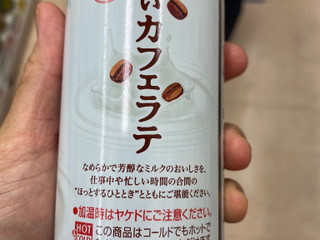 いカフェラテ
なめらかで芳醇なミルクのおいしさを、
仕事中や忙しい時間の合間の
"ほっとするひととき"とともにご堪能ください。
●加温時はヤケドにご注意ください。
HOT この商品はコールドでもホットで